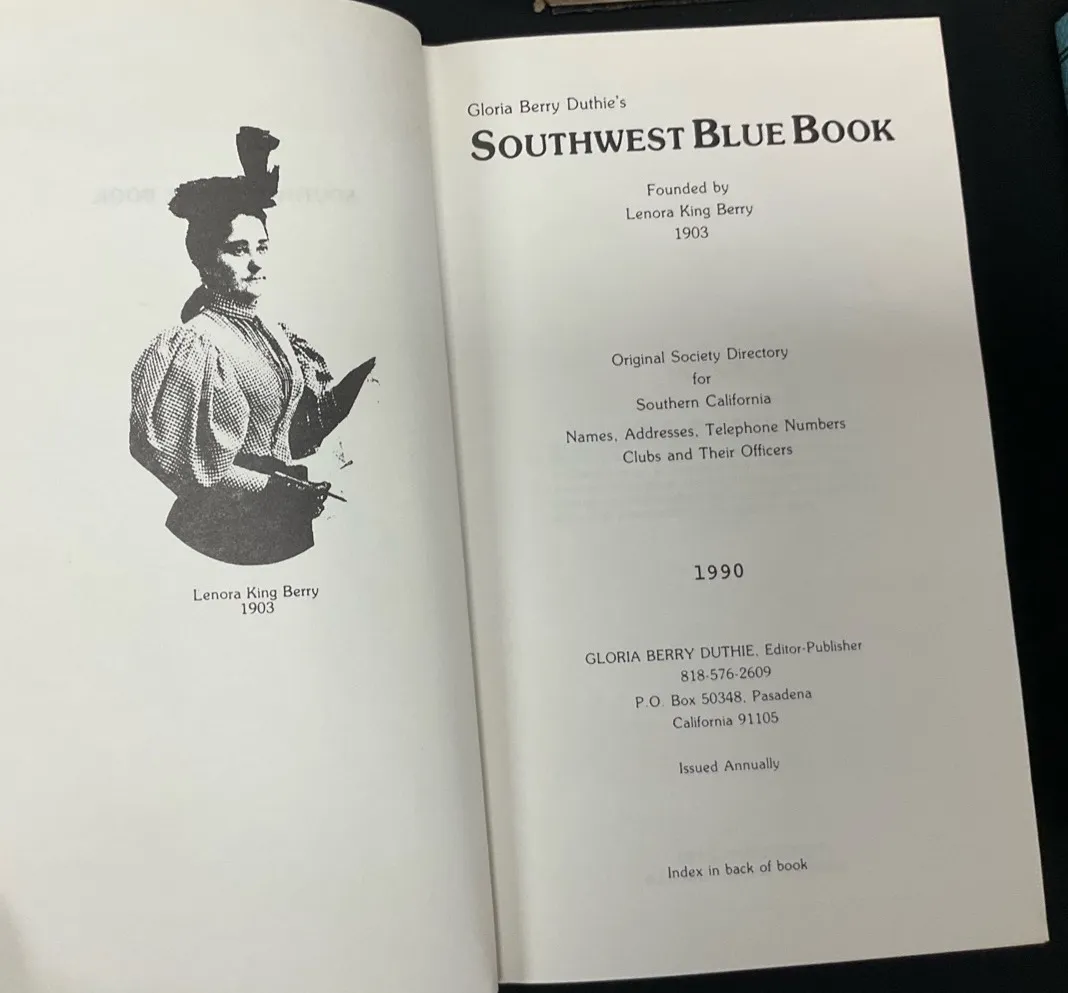 Lenora King Berry
1903
Gloria Berry Duthie's
SOUTHWEST BLUE BOOK
Founded by
Lenora King Berry
1903
Original Society Directory
for
Southern California
Names, Addresses, Telephone Numbers
Clubs and Their Officers
1990
GLORIA BERRY DUTHIE, Editor-Publisher
818-576-2609
P.O. Box 50348, Pasadena
California 91105
Issued Annually
Index in back of book